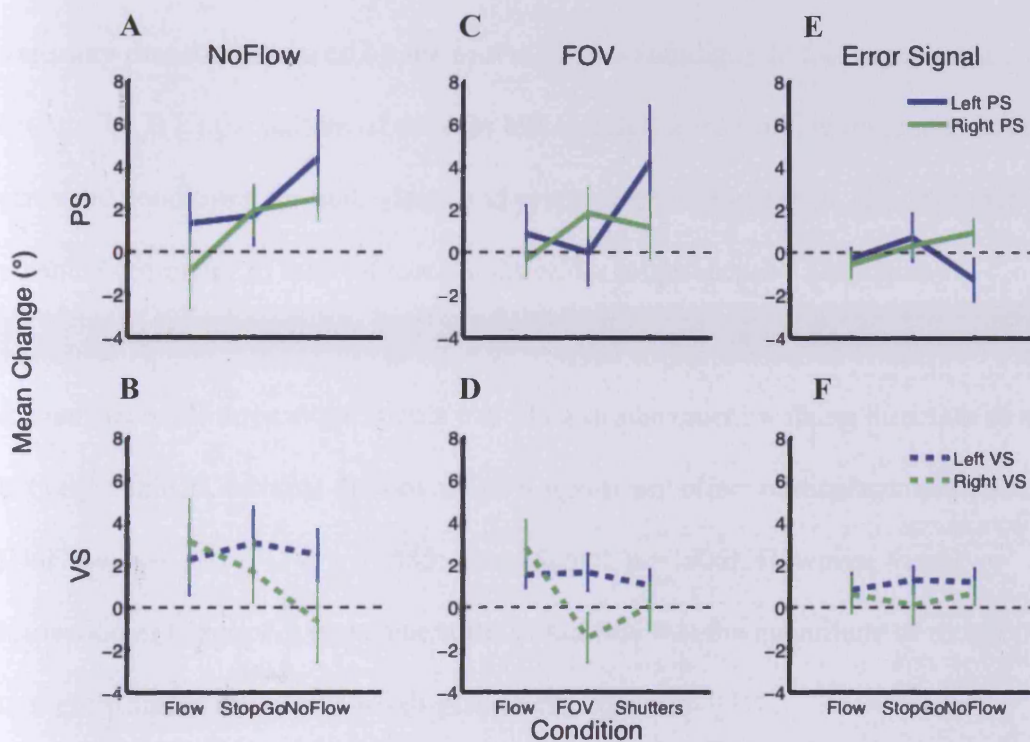 A C E
NoFlow FOV Error Signal
8 8 8
6 6 6
4 4 4
2 2 2
0 0 0
-2 -2 -2
-4 -4 -4
Left PS
Right PS
PS
Mean Change (°)
B D F
8 8 8
6 6 6
4 4 4
2 2 2
0 0 0
-2 -2 -2
-4 -4 -4
Left VS
Right VS
VS
Flow StopGoNoFlow Flow FOV Shutters Flow StopGoNoFlow
Condition